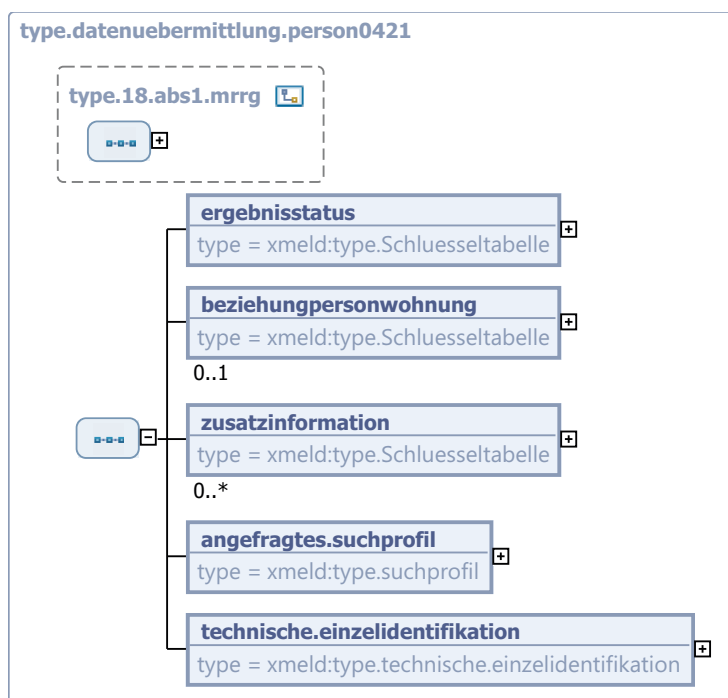 type.datenuebermittlung.person0421
type.18.abs1.mrrg
ergebnisstatus
type = xmeld:type.Schluesseltabelle
beziehungpersonwohnung
type = xmeld:type.Schluesseltabelle
0..1
zusatzinformation
type = xmeld:type.Schluesseltabelle
0..*
angefragtes.suchprofil
type = xmeld:type.suchprofil
technische.einzelidentifikation
type = xmeld:type.technische.einzelidentifikation